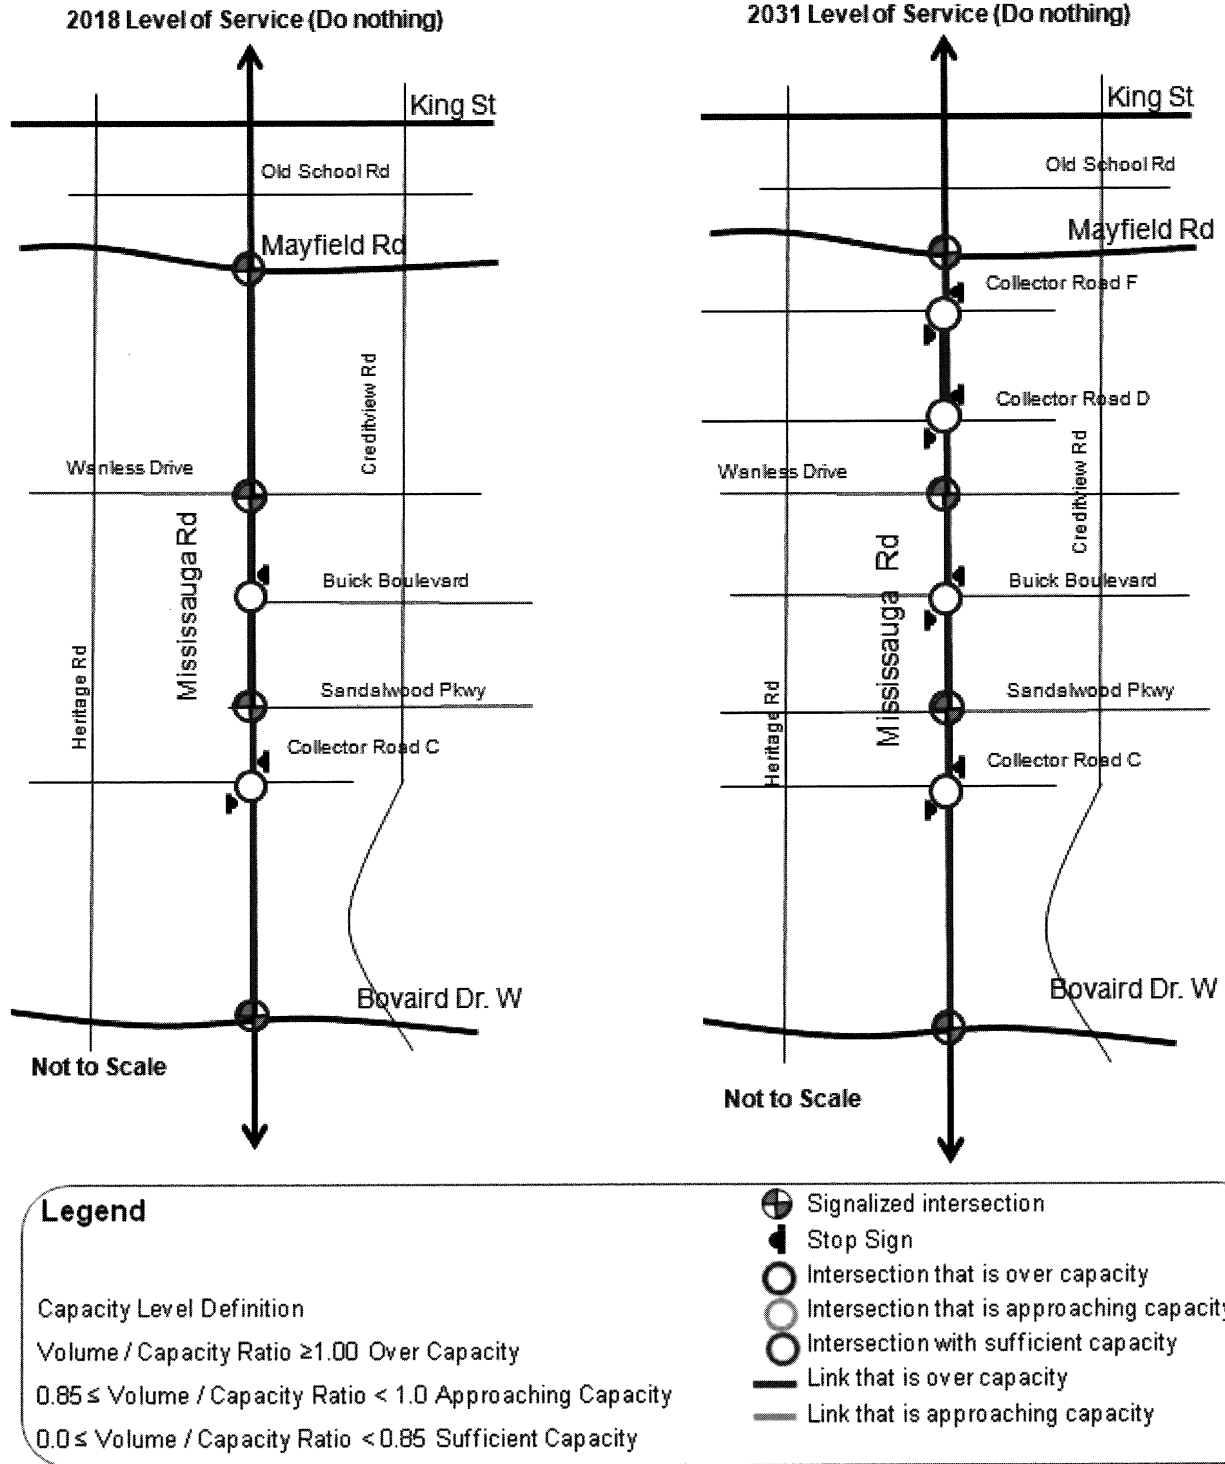 2018 Level of Service (Do nothing)
King St
Old School Rd
Mayfield Rd
Creditview Rd
Wanless Drive
Mississauga Rd
Buick Boulevard
Heritage Rd
Sandalwood Pkwy
Collector Road C
Bovaird Dr. W
Not to Scale
2031 Level of Service (Do nothing)
King St
Old School Rd
Mayfield Rd
Collector Road F
Collector Road D
Creditview Rd
Wanless Drive
Mississauga Rd
Buick Boulevard
Heritage Rd
Sandalwood Pkwy
Collector Road C
Bovaird Dr. W
Not to Scale
Legend
Capacity Level Definition
Volume / Capacity Ratio ≥1.00 Over Capacity
0.85 ≤ Volume / Capacity Ratio < 1.0 Approaching Capacity
0.0 ≤ Volume / Capacity Ratio < 0.85 Sufficient Capacity
Signalized intersection
Stop Sign
Intersection that is over capacity
Intersection that is approaching capacity
Intersection with sufficient capacity
Link that is over capacity
Link that is approaching capacity